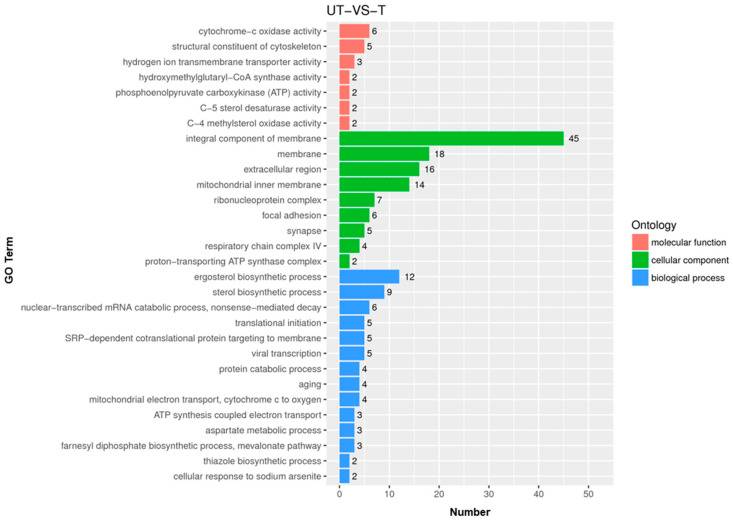 UT−VS−T
cytochrome−c oxidase activity 6
structural constituent of cytoskeleton 5
hydrogen ion transmembrane transporter activity 3
hydroxymethylglutaryl−CoA synthase activity 2
phosphoenolpyruvate carboxykinase (ATP) activity 2
C−5 sterol desaturase activity 2
C−4 methylsterol oxidase activity 2
integral component of membrane 45
membrane 18
extracellular region 16
mitochondrial inner membrane 14
ribonucleoprotein complex 7
focal adhesion 6
synapse 5
respiratory chain complex IV 4
proton−transporting ATP synthase complex 2
ergosterol biosynthetic process 12
sterol biosynthetic process 9
nuclear−transcribed mRNA catabolic process, nonsense−mediated decay 6
translational initiation 5
SRP−dependent cotranslational protein targeting to membrane 5
viral transcription 5
protein catabolic process 4
aging 4
mitochondrial electron transport, cytochrome c to oxygen 4
ATP synthesis coupled electron transport 3
aspartate metabolic process 3
farnesyl diphosphate biosynthetic process, mevalonate pathway 3
thiazole biosynthetic process 2
cellular response to sodium arsenite 2
0 10 20 30 40 50
Number
GO Term
Ontology
molecular function
cellular component
biological process